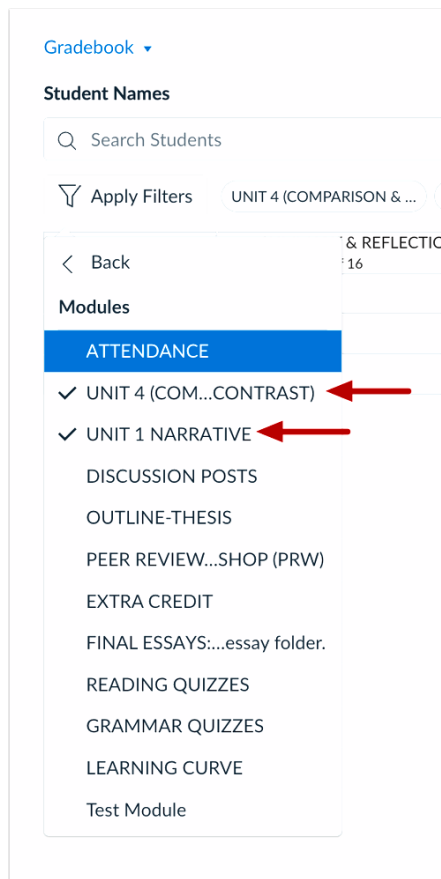 Gradebook
Student Names
Search Students
Apply Filters UNIT 4 (COMPARISON & ...
& REFLECTIO
16
Back
Modules
ATTENDANCE
UNIT 4 (COM...CONTRAST)
UNIT 1 NARRATIVE
DISCUSSION POSTS
OUTLINE-THESIS
PEER REVIEW...SHOP (PRW)
EXTRA CREDIT
FINAL ESSAYS:...essay folder.
READING QUIZZES
GRAMMAR QUIZZES
LEARNING CURVE
Test Module